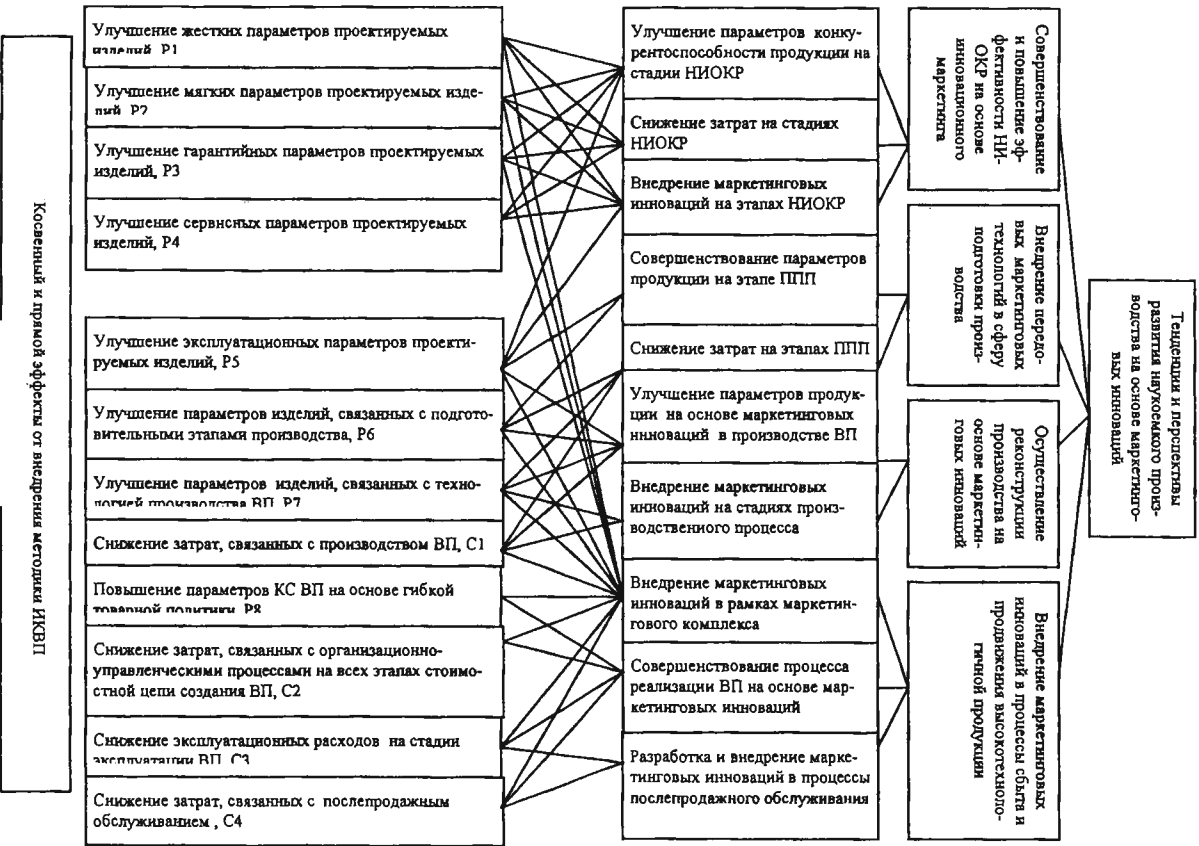 Косвенный и прямой эффекты от внедрения методики ИКВП
Улучшение жестких параметров проектируемых
изделий, Р1
Улучшение мягких параметров проектируемых изде-
лий, Р2
Улучшение гарантийных параметров проектируемых
изделий, Р3
Улучшение сервисных параметров проектируемых
изделий, Р4
Улучшение эксплуатационных параметров проекти-
руемых изделий, Р5
Улучшение параметров изделий, связанных с подгото-
вительными этапами производства, Р6
Улучшение параметров изделий, связанных с техно-
логией производства ВП, Р7
Снижение затрат, связанных с производством ВП, С1
Повышение параметров КС ВП на основе гибкой
товарной политики, Р8
Снижение затрат, связанных с организационно-
управленческими процессами на всех этапах стоимо-
стной цепи создания ВП, С2
Снижение эксплуатационных расходов на стадии
эксплуатации ВП, С3
Снижение затрат, связанных с послепродажным
обслуживанием , С4
Улучшение параметров конку-
рентоспособности продукции на
стадии НИОКР
Снижение затрат на стадиях
НИОКР
Внедрение маркетинговых
инноваций на этапах НИОКР
Совершенствование параметров
продукции на этапе ППП
Снижение затрат на этапах ППП
Улучшение параметров продук-
ции на основе маркетинговых
инноваций в производстве ВП
Внедрение маркетинговых
инноваций на стадиях произ-
водственного процесса
Внедрение маркетинговых
инноваций в рамках маркетин-
гового комплекса
Совершенствование процесса
реализации ВП на основе мар-
кетинговых инноваций
Разработка и внедрение марке-
тинговых инноваций в процессы
послепродажного обслуживания
Совершенствование
и повышение эф-
фективности НИ-
ОКР на основе
инновационного
маркетинга
Внедрение передо-
вых маркетинговых
технологий в сферу
подготовки произ-
водства
Осуществление
реконструкции
производства на
основе маркетин-
говых инноваций
Внедрение маркетинговых
инноваций в процессы сбыта и
продвижения высокотехноло-
гичной продукции
Тенденции и перспективы
развития наукоемкого произ-
водства на основе маркетинго-
вых инноваций